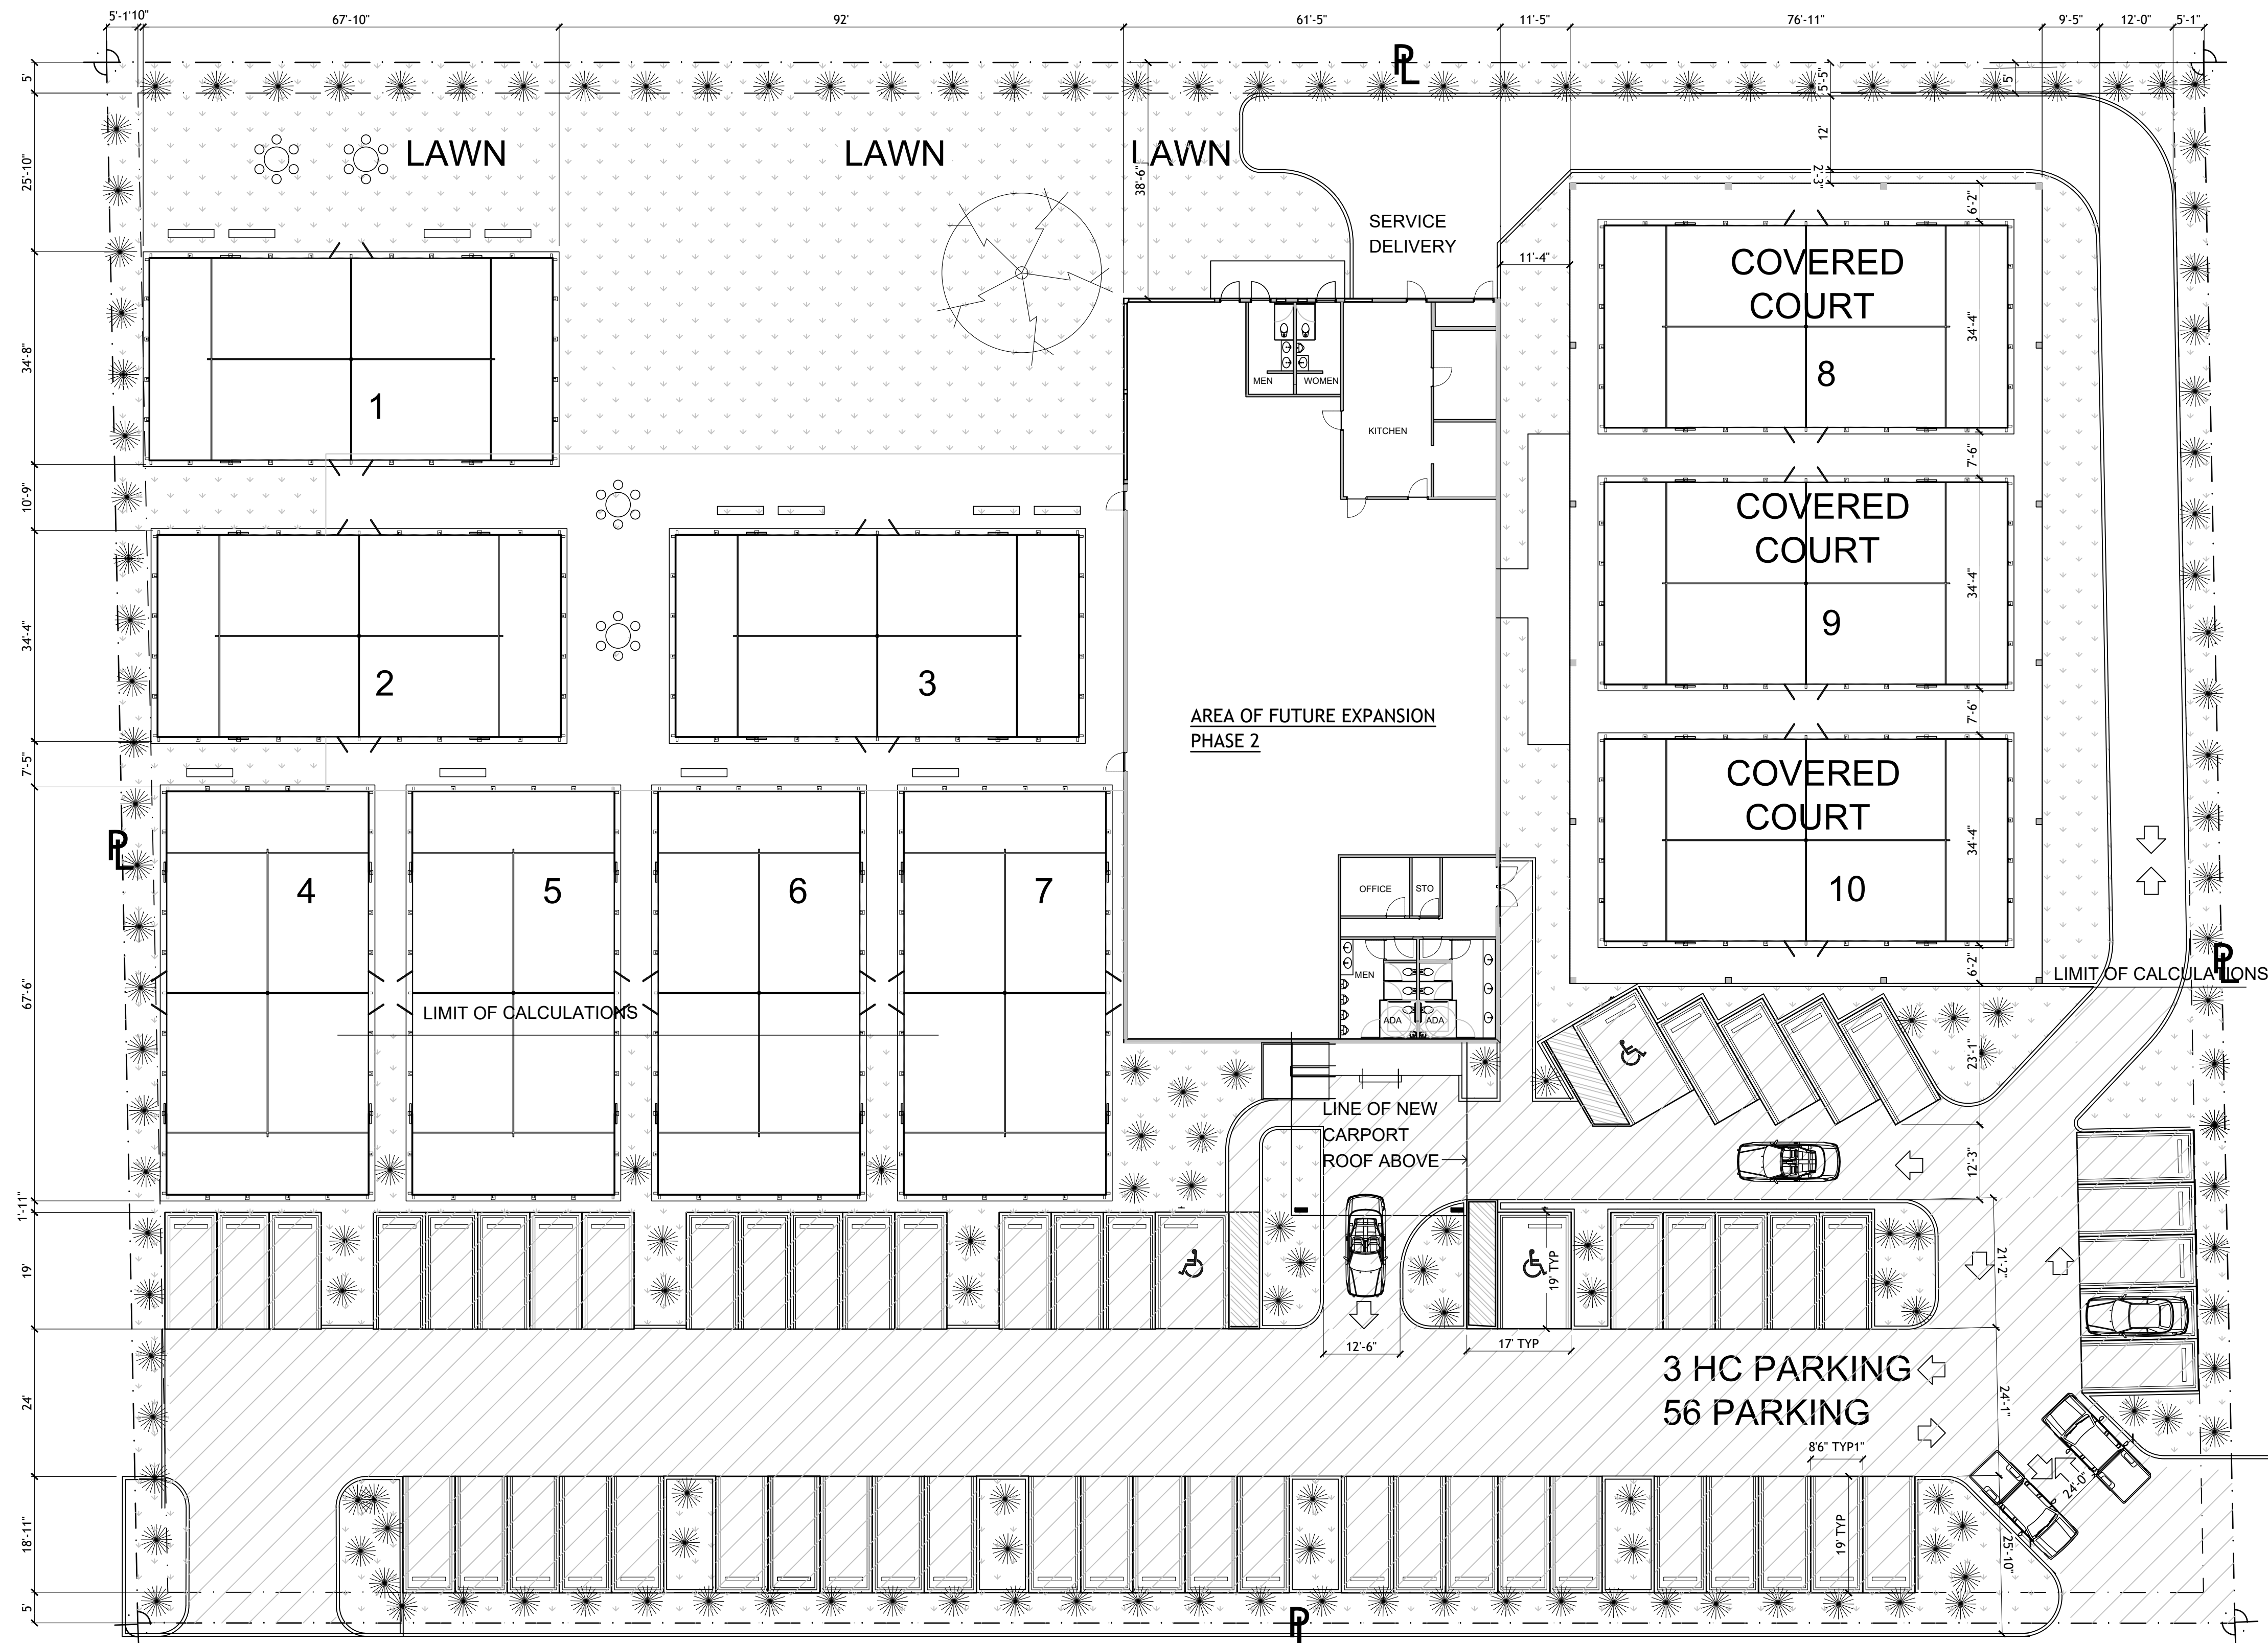 5'-1"
10"
67'-10"
92'
61'-5"
11'-5"
76'-11"
9'-5"
12'-0"
5'-1"
5'
25'-10"
34'-8"
10'-9"
34'-4"
7'-5"
67'-6"
1'-11"
19'
24'
18'-11"
5'
PL
5'-5"
5'
12'
2'-3"
LAWN
LAWN
LAWN
38'-6"
SERVICE
DELIVERY
11'-4"
6'-2"
COVERED
COURT
34'-4"
8
1
MEN
WOMEN
KITCHEN
7'-6"
COVERED
COURT
34'-4"
9
2
3
AREA OF FUTURE EXPANSION
PHASE 2
7'-6"
COVERED
COURT
34'-4"
10
PL
4
5
6
7
OFFICE
STO
MEN
ADA
ADA
6'-2"
PL
LIMIT OF CALCULATIONS
LIMIT OF CALCULATIONS
23'-1"
LINE OF NEW
CARPORT
ROOF ABOVE
12'-3"
19' TYP
21'-2"
12'-6"
17' TYP
3 HC PARKING
56 PARKING
24'-1"
8'6" TYP1"
24'-0"
19' TYP
25'-10"
PL